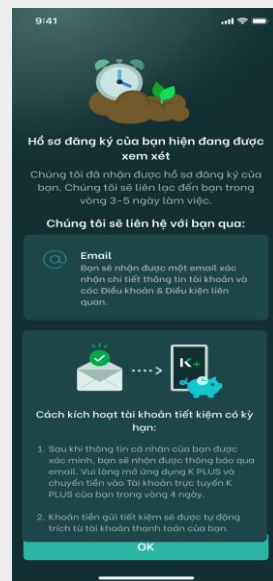 9:41
Hồ sơ đăng ký của bạn hiện đang được
xem xét
Chúng tôi đã nhận được hồ sơ đăng ký của
bạn. Chúng tôi sẽ liên lạc đến bạn trong
vòng 3-5 ngày làm việc.
Chúng tôi sẽ liên hệ với bạn qua:
@
Email
Bạn sẽ nhận được một email xác
nhận chi tiết thông tin tài khoản và
các Điều khoản & Điều kiện liên
quan.
K+
Cách kích hoạt tài khoản tiết kiệm có kỳ
hạn:
1. Sau khi thông tin cá nhân của bạn được
xác minh, bạn sẽ nhận được thông báo qua
email. Vui lòng mở ứng dụng K PLUS và
chuyển tiền vào Tài khoản trực tuyến K
PLUS của bạn trong vòng 4 ngày.
2. Khoản tiền gửi tiết kiệm sẽ được tự động
trích từ tài khoản thanh toán của bạn.
OK